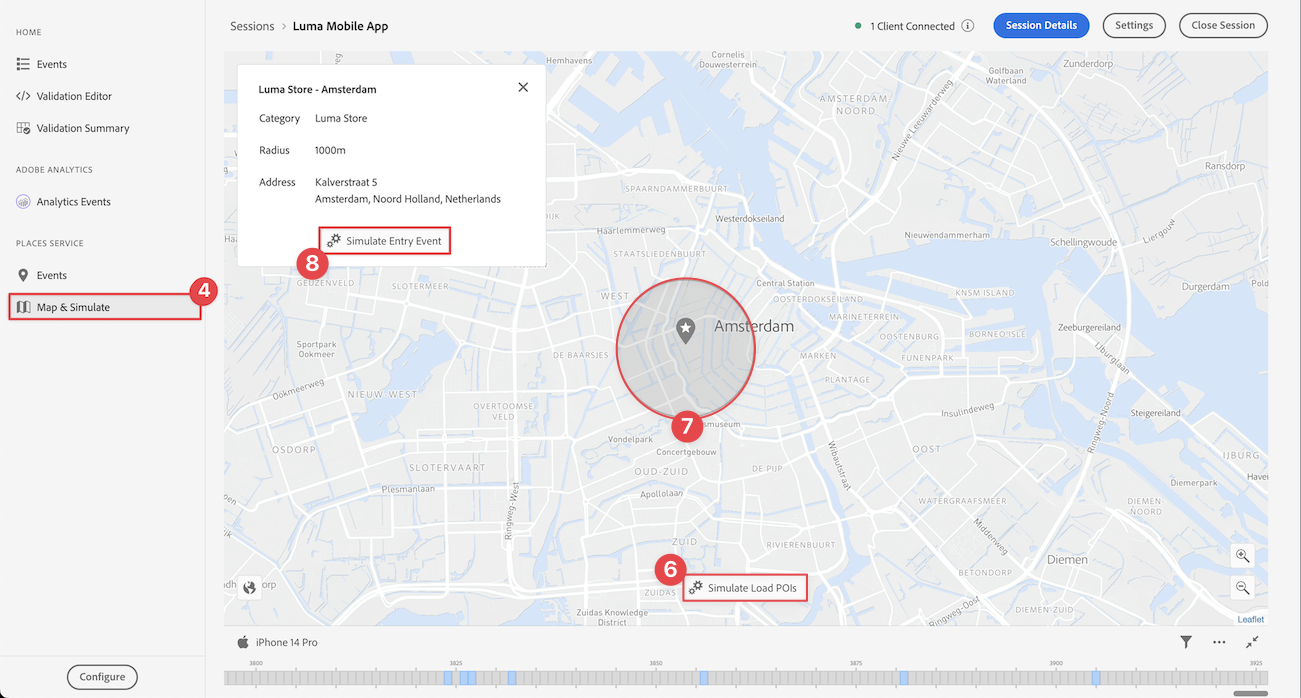 HOME
Events
Validation Editor
Validation Summary
ADOBE ANALYTICS
Analytics Events
PLACES SERVICE
Events
Map & Simulate
4
Configure
Sessions > Luma Mobile App
1 Client Connected
Session Details
Settings
Close Session
Luma Store - Amsterdam
Category Luma Store
Radius 1000m
Address Kalverstraat 5
Amsterdam, Noord Holland, Netherlands
Simulate Entry Event
8
Hemhavens
Cornelis
Douwesterrein
Golfbaan
Waterland
Zunderdorp
AMSTERDAM
NOORD
Nieuwe Leeuwarderweg
Ransdorp
SPAARNDAMMERBUURT
Westerdokseiland
Haarlemmerweg
STAATSLIEDENBUURT
Nieuwendammerham
Schellingwoude
Liergouw
GEUZENVELD
SLOTERMEER
WEST
Central Station
OOSTERDOKSEILAND
KNSM ISLAND
Durgerdam
Amsterdam
MARINETERREIN
Zeeburgereiland
OOSTENBURG
BORNEO ISLE
IJburglaan
Sportpark
Ookmeer
DE BAARSJES
MARKEN
FUNENPARK
Ookmeerweg
PLANTAGE
NIEUW WEST
OVERTOOMSE
VELD
Insulindeweg
Steigereiland
7
Vondelpark
Concertgebouw
Ringweg-Noord
OSDORP
SLOTERVAART
OUD-ZUID
DE PIJP
Wibautstraat
OOST
IJBURG
Plesmanlaan
Apollolaan
Diemerpark
WATERGRAAFSMEER
DIEMEN
-NOORD
Ringweg-West
Middenweg
ZUID
RIVIERENBUURT
Diemen
6
BETONDORP
ZUIDAS
Simulate Load POIs
Zuidas Knowledge
District
Ringweg-Oost
DIEMEN-ZUID
Leaflet
iPhone 14 Pro
3800 3825 3850 3875 3900 3925